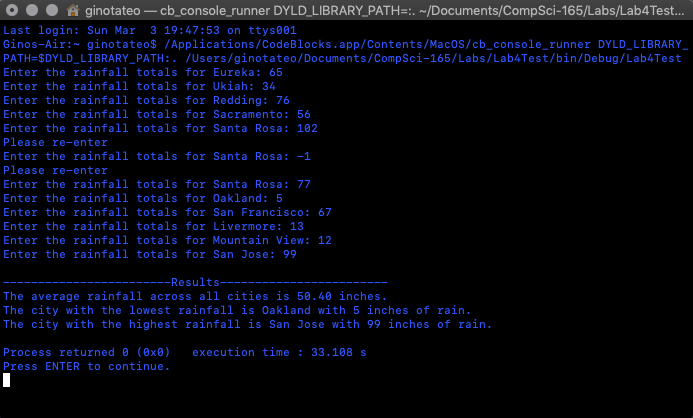 ginotateo — cb_console_runner DYLD_LIBRARY_PATH=:. ~/Documents/CompSci-165/Labs/Lab4Test...
Last login: Sun Mar  3 19:47:53 on ttys001
Ginos-Air:~ ginotateo$ /Applications/CodeBlocks.app/Contents/MacOS/cb_console_runner DYLD_LIBRARY_
PATH=$DYLD_LIBRARY_PATH:. /Users/ginotateo/Documents/CompSci-165/Labs/Lab4Test/bin/Debug/Lab4Test
Enter the rainfall totals for Eureka: 65
Enter the rainfall totals for Ukiah: 34
Enter the rainfall totals for Redding: 76
Enter the rainfall totals for Sacramento: 56
Enter the rainfall totals for Santa Rosa: 102
Please re-enter
Enter the rainfall totals for Santa Rosa: -1
Please re-enter
Enter the rainfall totals for Santa Rosa: 77
Enter the rainfall totals for Oakland: 5
Enter the rainfall totals for San Francisco: 67
Enter the rainfall totals for Livermore: 13
Enter the rainfall totals for Mountain View: 12
Enter the rainfall totals for San Jose: 99
------------------------Results------------------------
The average rainfall across all cities is 50.40 inches.
The city with the lowest rainfall is Oakland with 5 inches of rain.
The city with the highest rainfall is San Jose with 99 inches of rain.
Process returned 0 (0x0)   execution time : 33.108 s
Press ENTER to continue.